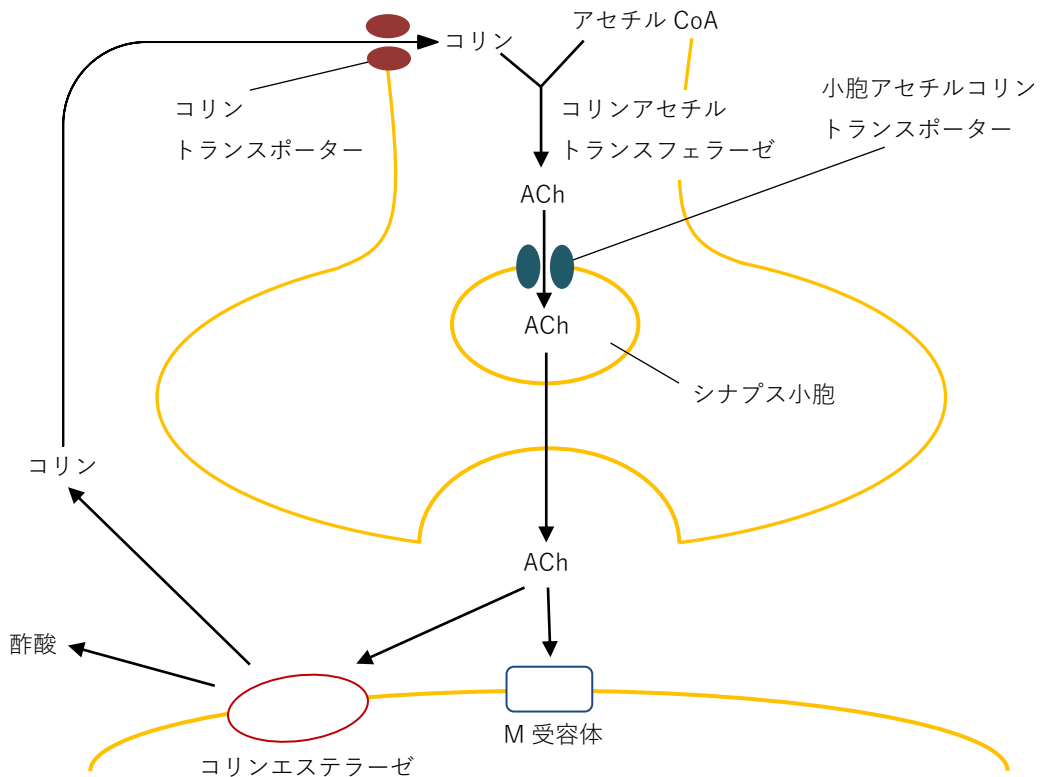 アセチル CoA
コリン
小胞アセチルコリン
トランスポーター
コリン
トランスポーター
コリンアセチル
トランスフェラーゼ
ACh
ACh
シナプス小胞
コリン
ACh
酢酸
M 受容体
コリンエステラーゼ